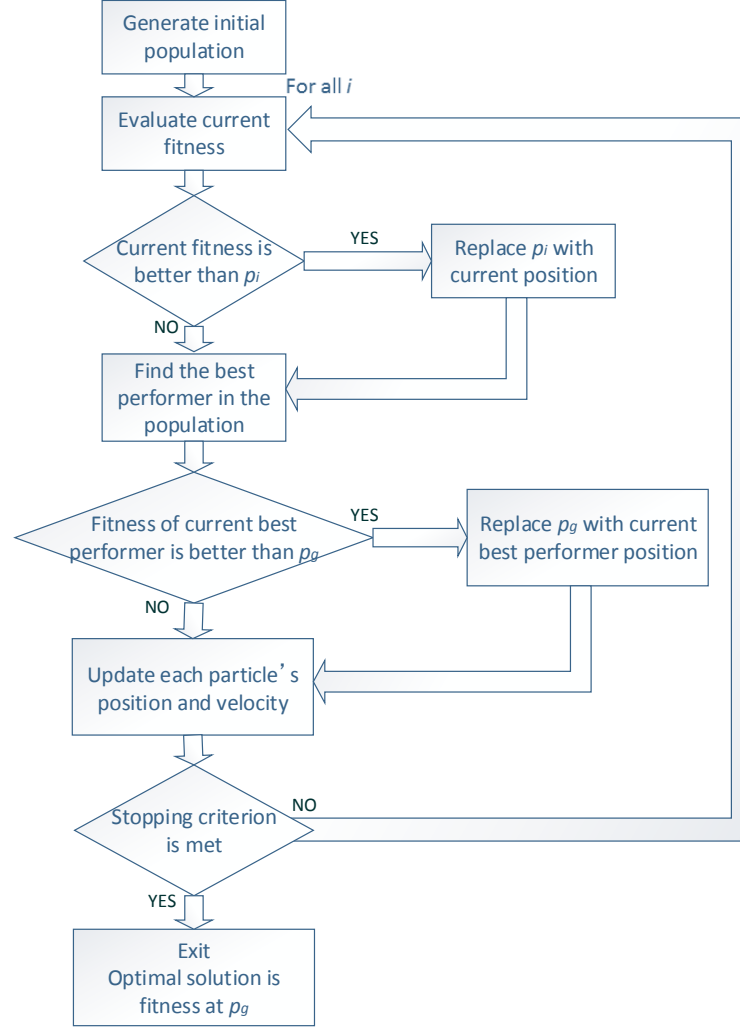 Generate initial
population
For all i
Evaluate current
fitness
Current fitness is
better than pi
YES
Replace pi with
current position
NO
Find the best
performer in the
population
Fitness of current best
performer is better than pg
YES
Replace pg with current
best performer position
NO
Update each particle’s
position and velocity
Stopping criterion
is met
NO
YES
Exit
Optimal solution is
fitness at pg